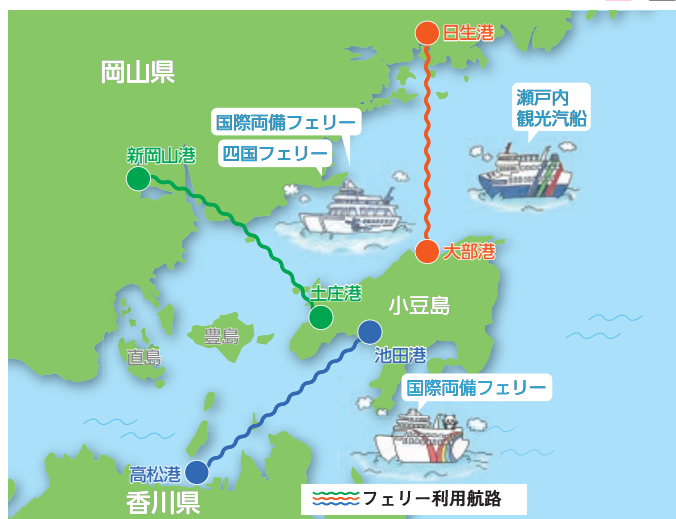 日生港
岡山県
瀬戸内
観光汽船
国際両備フェリー
四国フェリー
新岡山港
大部港
土庄港
小豆島
豊島
直島
池田港
国際両備フェリー
高松港
香川県
フェリー利用航路